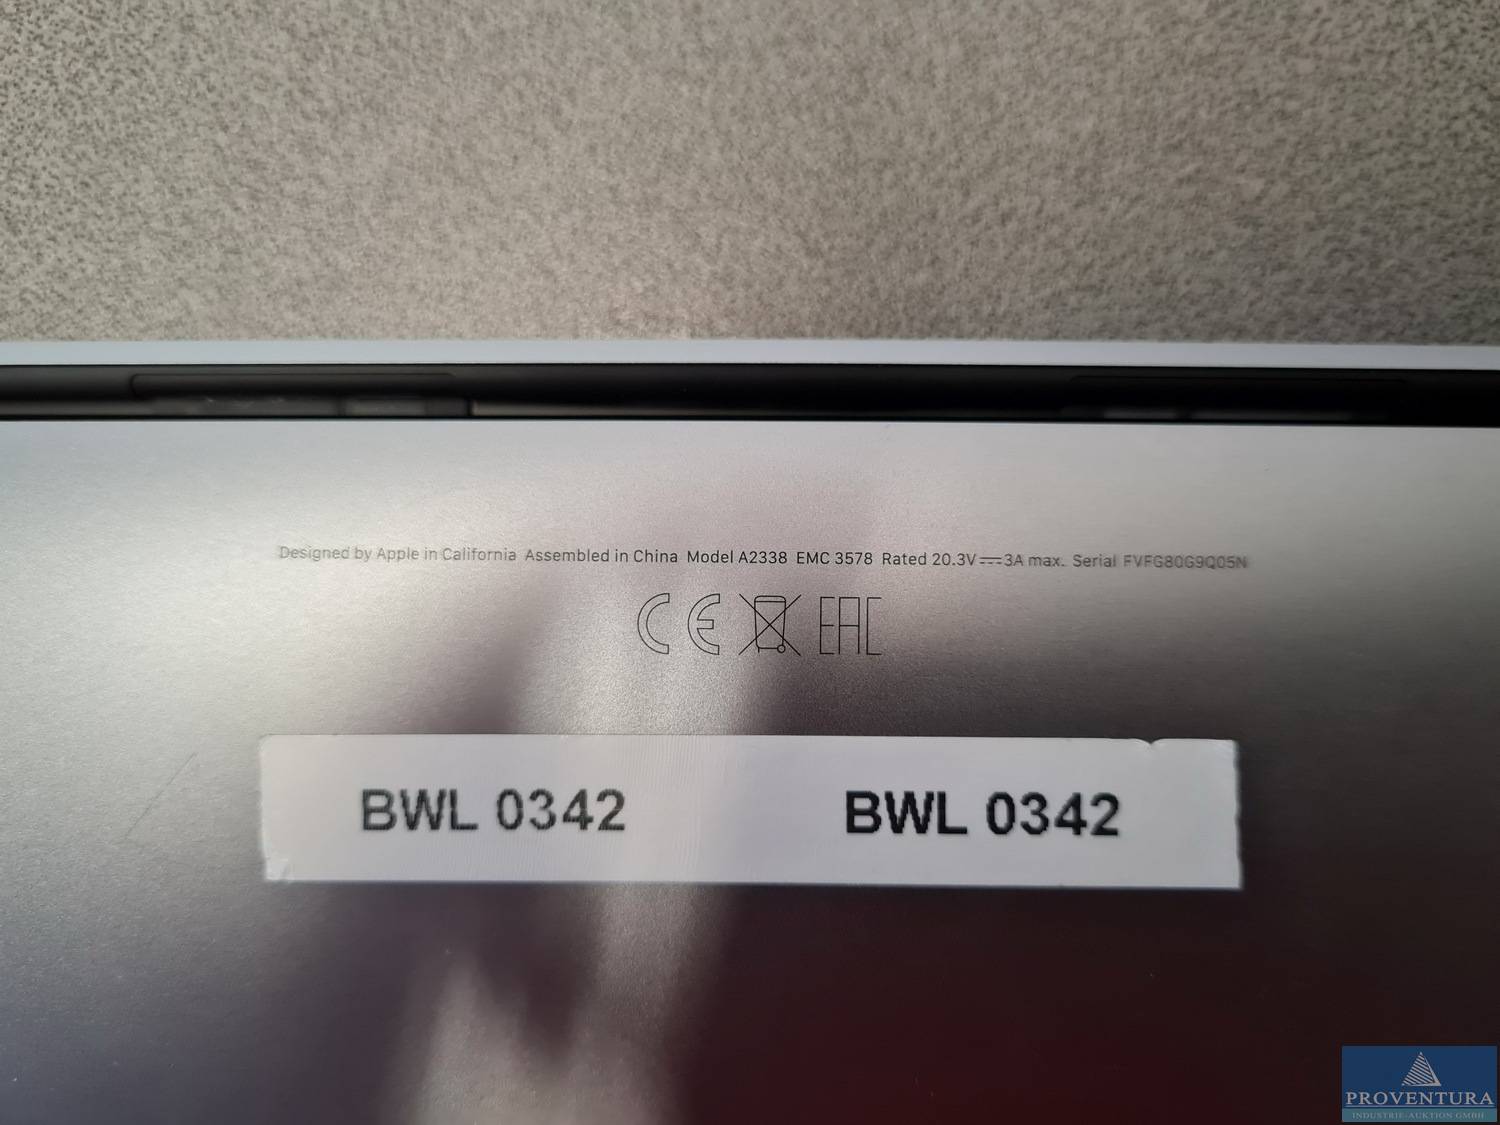 Designed by Apple in California Assembled in China Model A2338 EMC 3578 Rated 20.3V⎓3A max. Serial FVFG80G9Q05N
CE EAC
BWL 0342 BWL 0342
PROVENTURA
INDUSTRIE-AUKTION GMBH